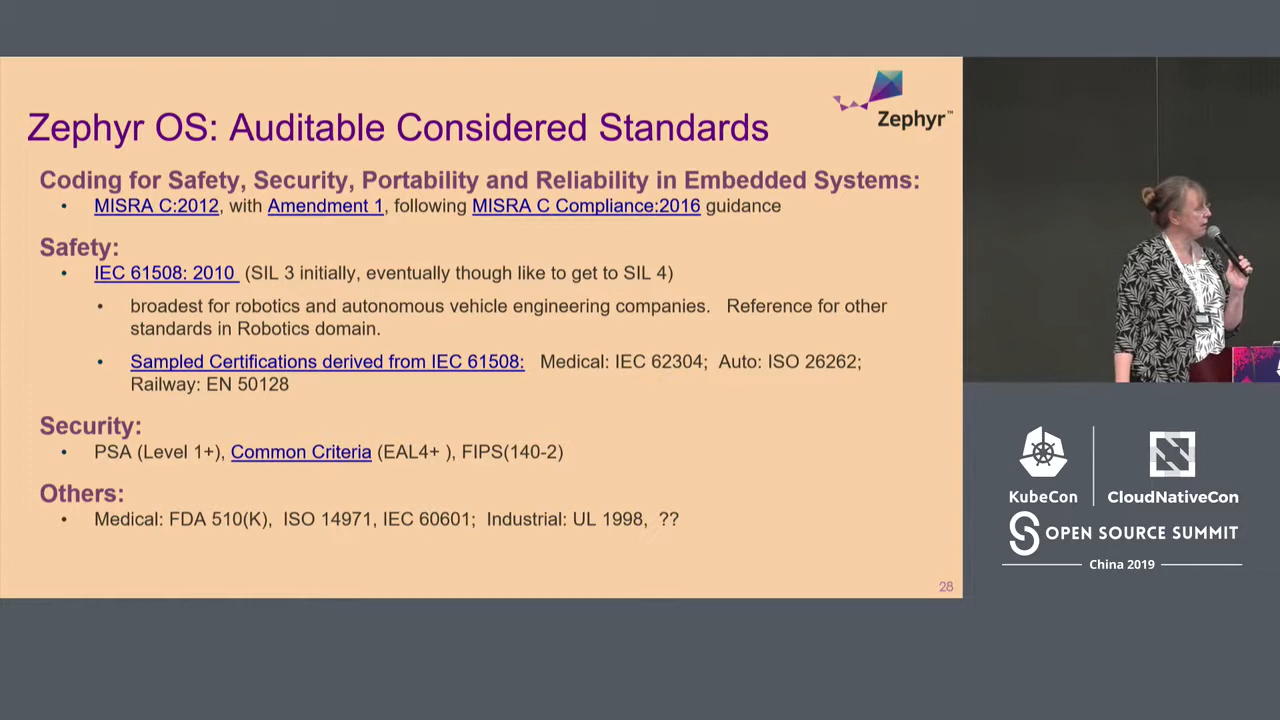 Zephyr™
Zephyr OS: Auditable Considered Standards
Coding for Safety, Security, Portability and Reliability in Embedded Systems:
• MISRA C:2012, with Amendment 1, following MISRA C Compliance:2016 guidance
Safety:
• IEC 61508: 2010 (SIL 3 initially, eventually though like to get to SIL 4)
• broadest for robotics and autonomous vehicle engineering companies. Reference for other
standards in Robotics domain.
• Sampled Certifications derived from IEC 61508: Medical: IEC 62304; Auto: ISO 26262;
Railway: EN 50128
Security:
• PSA (Level 1+), Common Criteria (EAL4+ ), FIPS(140-2)
Others:
• Medical: FDA 510(K), ISO 14971, IEC 60601; Industrial: UL 1998, ??
28
KubeCon
CloudNativeCon
OPEN SOURCE SUMMIT
China 2019